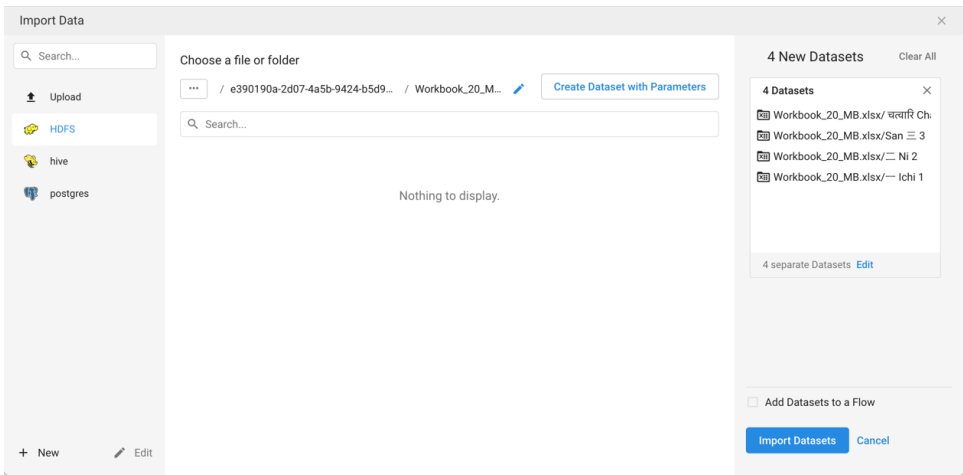 Import Data
Search...
Upload
HDFS
hive
postgres
+ New
Edit
Choose a file or folder
... / e390190a-2d07-4a5b-9424-b5d9... / Workbook_20_M...
Create Dataset with Parameters
Search...
Nothing to display.
4 New Datasets
Clear All
4 Datasets
Workbook_20_MB.xlsx/ चत्वारि Cha
Workbook_20_MB.xlsx/San 三 3
Workbook_20_MB.xlsx/二 Ni 2
Workbook_20_MB.xlsx/一 Ichi 1
4 separate Datasets Edit
Add Datasets to a Flow
Import Datasets
Cancel